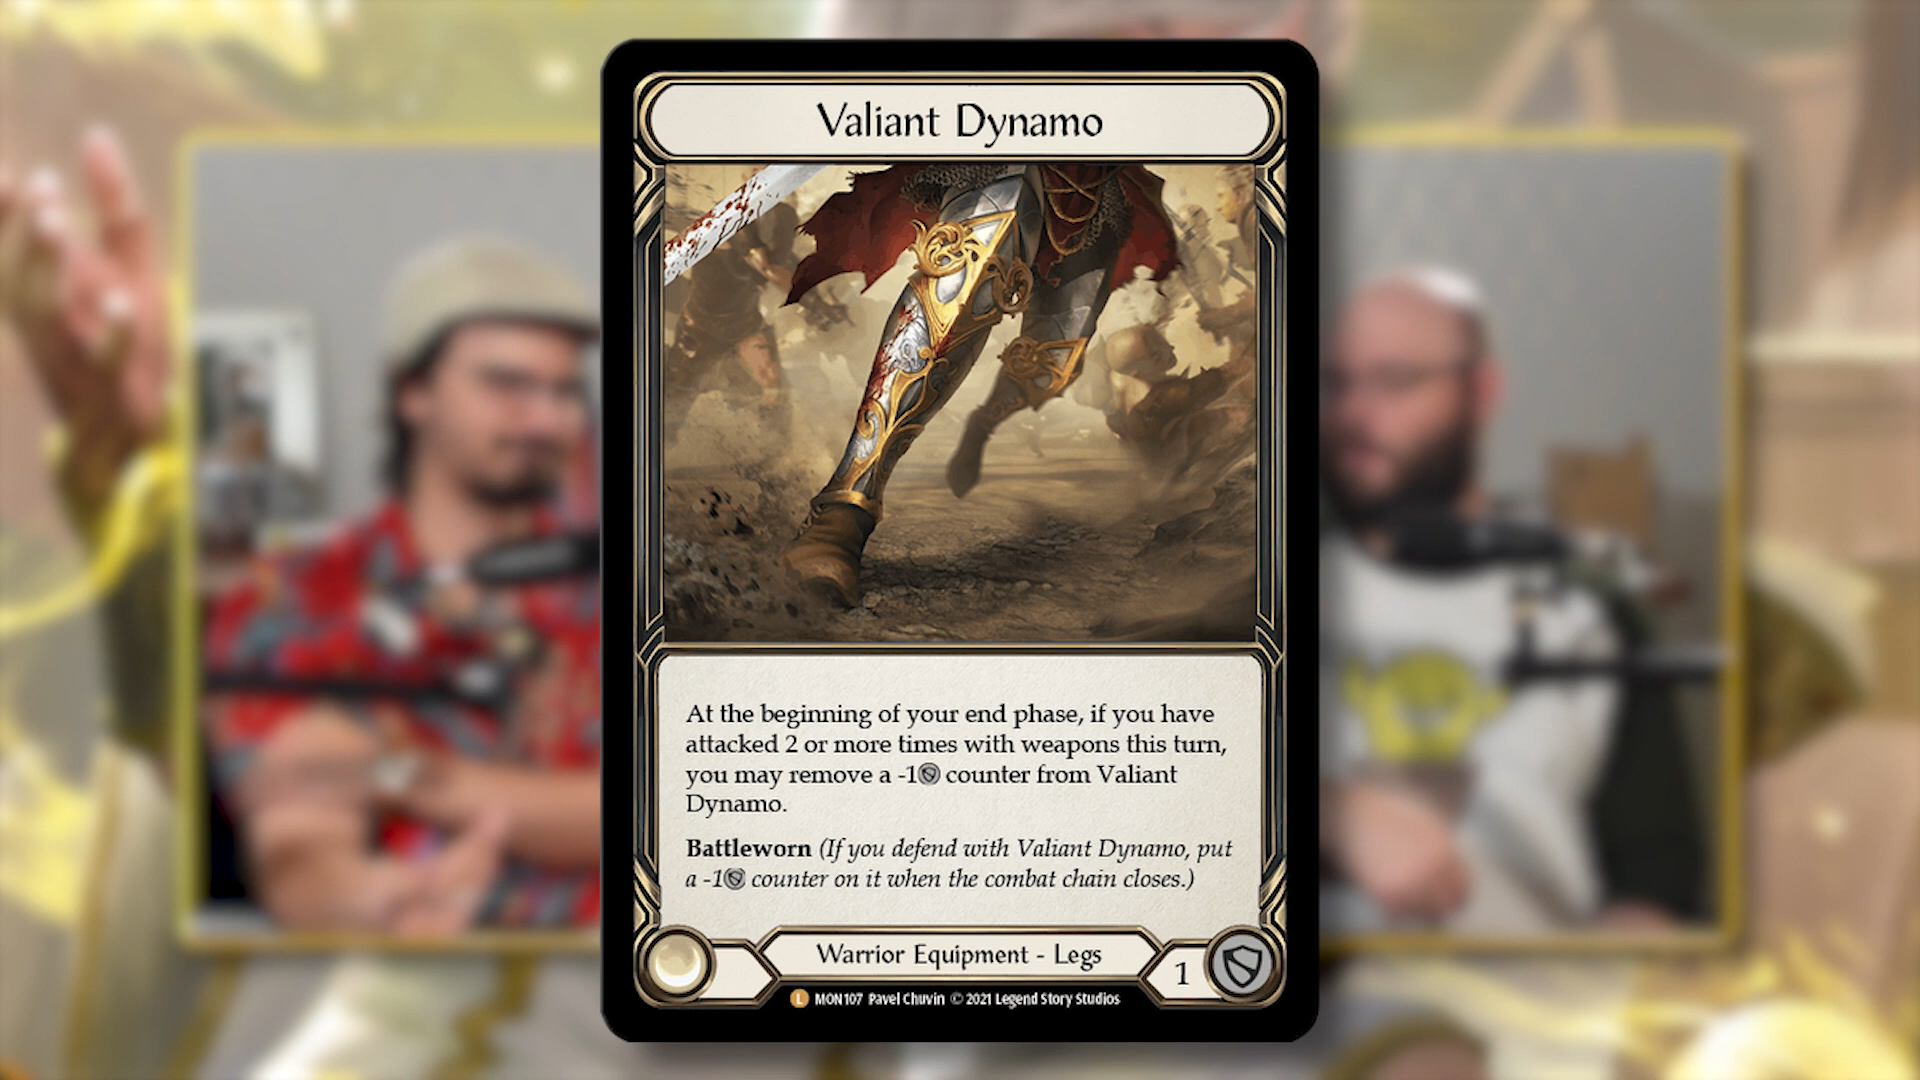 Valiant Dynamo
At the beginning of your end phase, if you have
attacked 2 or more times with weapons this turn,
you may remove a -1 counter from Valiant
Dynamo.
Battleworn (If you defend with Valiant Dynamo, put
a -1 counter on it when the combat chain closes.)
Warrior Equipment - Legs
1
L MON107 Pavel Chuvin © 2021 Legend Story Studios